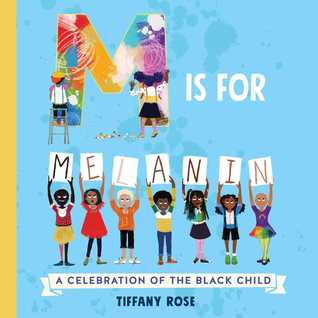 M IS FOR
MELANIN
A CELEBRATION OF THE BLACK CHILD
TIFFANY ROSE